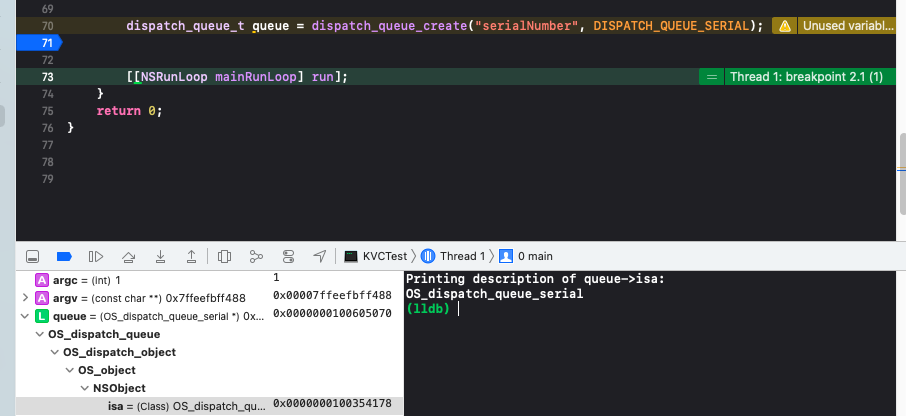 69
70 dispatch_queue_t queue = dispatch_queue_create("serialNumber", DISPATCH_QUEUE_SERIAL); Unused variabl...
71
72
73 [[NSRunLoop mainRunLoop] run]; = Thread 1: breakpoint 2.1 (1)
74 }
75 return 0;
76 }
77
78
79
KVCTest 〉 Thread 1 〉 0 main
A argc = (int) 1 1
A argv = (const char **) 0x7ffeefbff488 0x00007ffeefbff488
L queue = (OS_dispatch_queue_serial *) 0x... 0x0000000100605070
OS_dispatch_queue
OS_dispatch_object
OS_object
NSObject
isa = (Class) OS_dispatch_qu... 0x0000000100354178
Printing description of queue->isa:
OS_dispatch_queue_serial
(lldb)